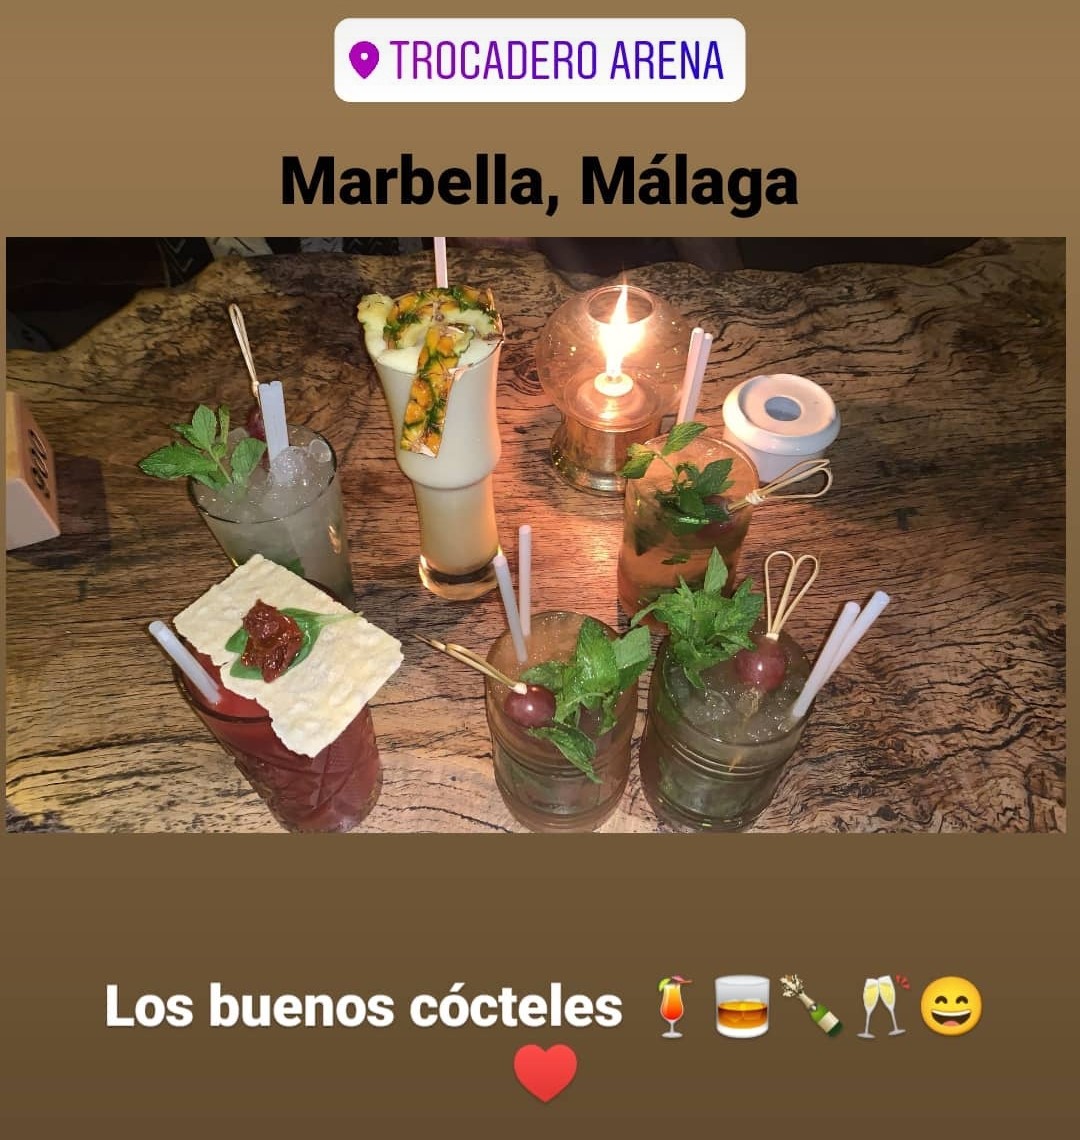 TROCADERO ARENA
Marbella, Málaga
Los buenos cócteles 🍹🥃🍾🥂😄
❤️